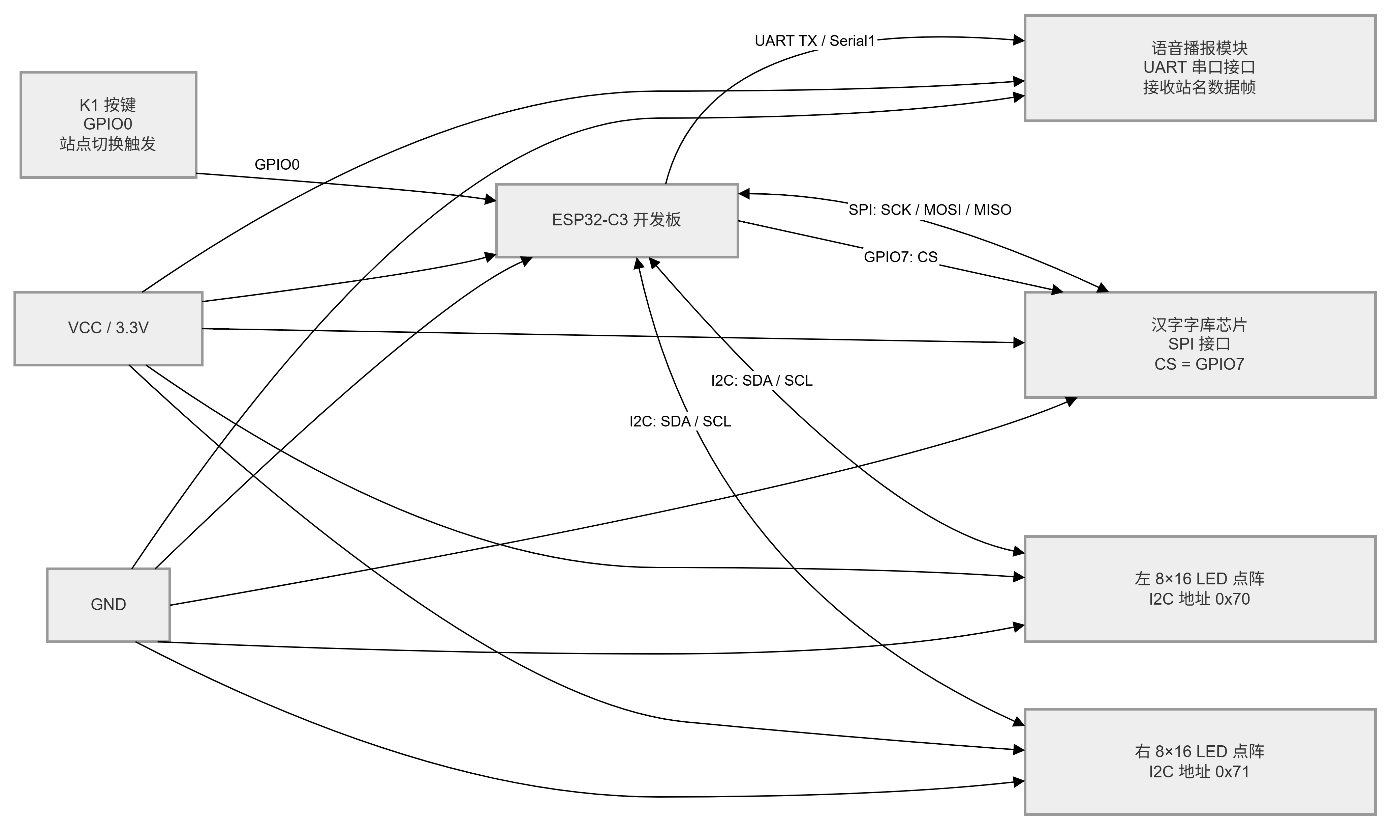 UART TX / Serial1
语音播报模块
UART 串口接口
接收站名数据帧
K1 按键
GPIO0
站点切换触发
GPIO0
ESP32-C3 开发板
SPI: SCK / MOSI / MISO
GPIO7: CS
VCC / 3.3V
汉字字库芯片
SPI 接口
CS = GPIO7
I2C: SDA / SCL
I2C: SDA / SCL
GND
左 8×16 LED 点阵
I2C 地址 0x70
右 8×16 LED 点阵
I2C 地址 0x71